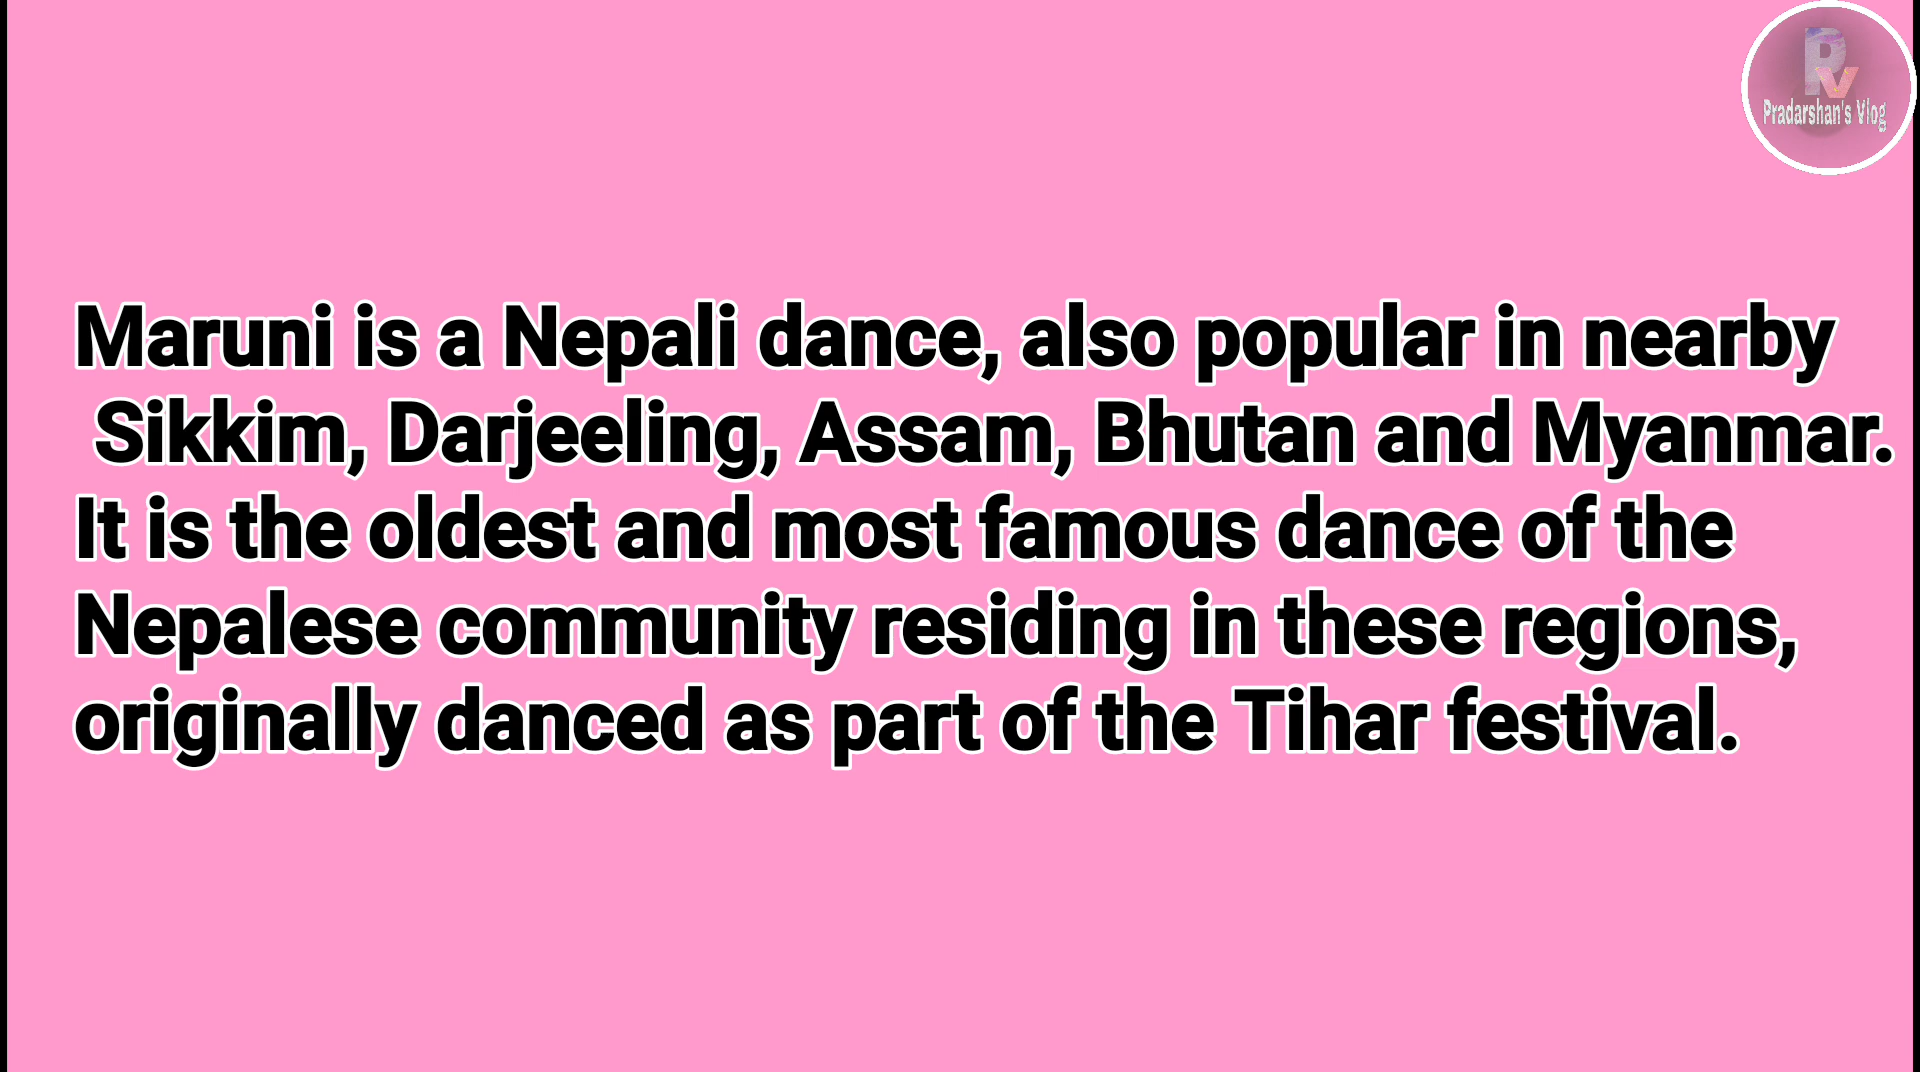 PV
Pradarshan's Vlog
Maruni is a Nepali dance, also popular in nearby
Sikkim, Darjeeling, Assam, Bhutan and Myanmar.
It is the oldest and most famous dance of the
Nepalese community residing in these regions,
originally danced as part of the Tihar festival.